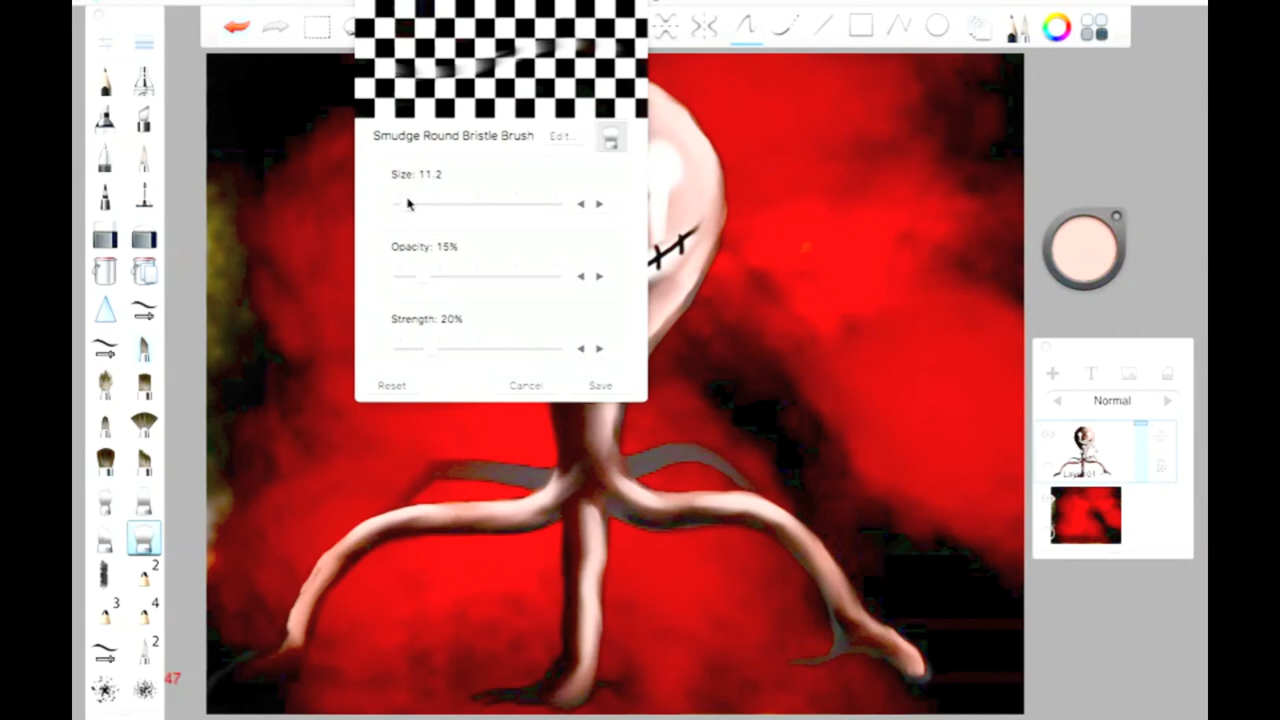 Smudge Round Bristle Brush Edit...
Size: 11.2
Opacity: 15%
Strength: 20%
Reset Cancel Save
T
Normal
2
3 4
2
47